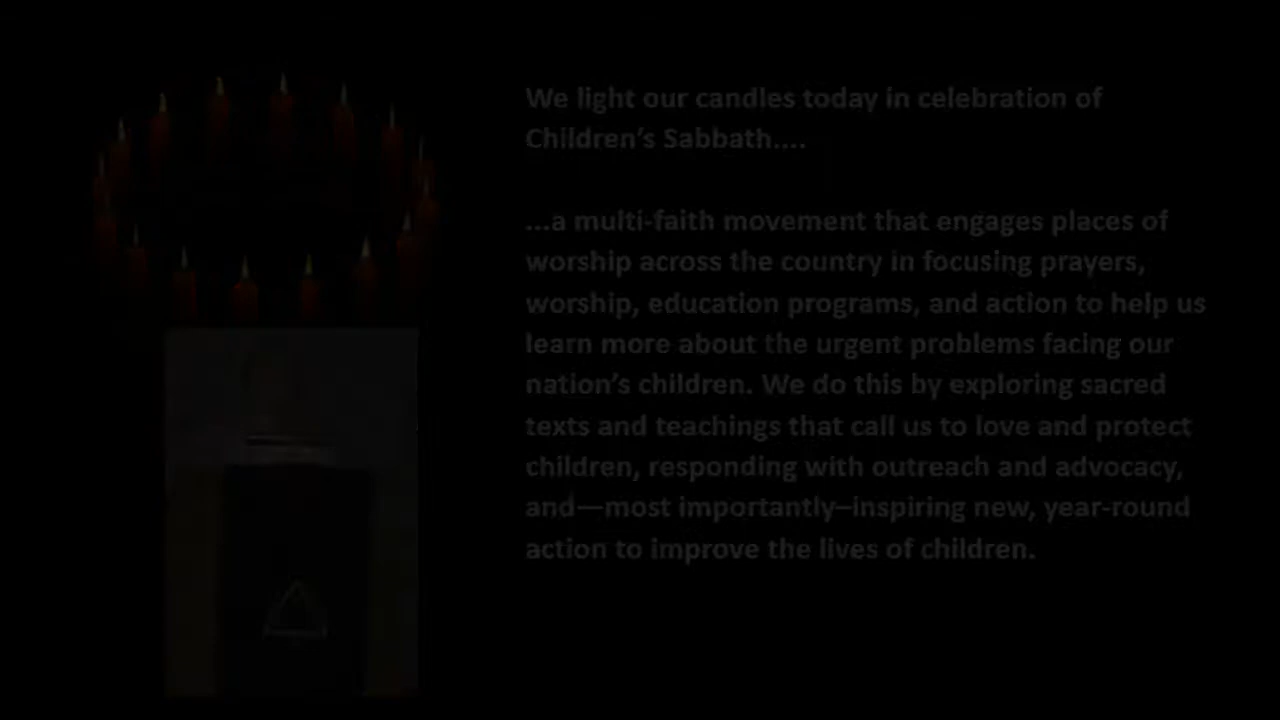 We light our candles today in celebration of
Children’s Sabbath....
...a multi-faith movement that engages places of
worship across the country in focusing prayers,
worship, education programs, and action to help us
learn more about the urgent problems facing our
nation’s children. We do this by exploring sacred
texts and teachings that call us to love and protect
children, responding with outreach and advocacy,
and—most importantly–inspiring new, year-round
action to improve the lives of children.